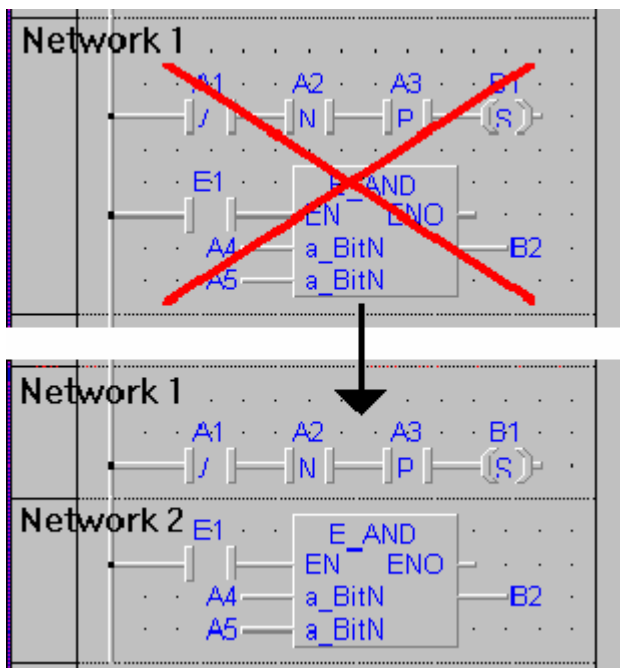 Network 1
A1 A2 A3 B1
/ N P S
E1 E_AND
EN ENO
A4 a_BitN B2
A5 a_BitN
Network 1
A1 A2 A3 B1
/ N P S
Network 2
E1 E_AND
EN ENO
A4 a_BitN B2
A5 a_BitN